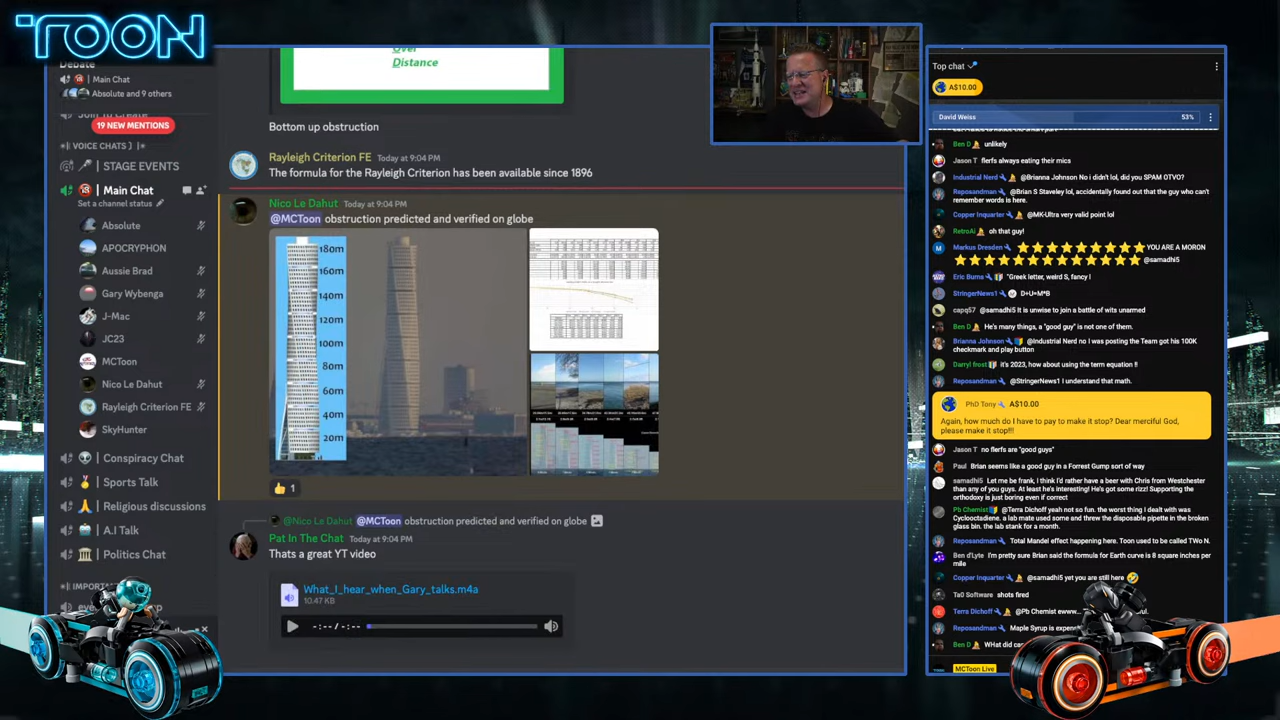 TOON
Debate
Main Chat
Absolute and 9 others
Join to Create
19 NEW MENTIONS
VOICE CHATS
STAGE EVENTS
Main Chat
Set a channel status
Absolute
APOCRYPHON
Aussie Brad
Gary Wybenga
J-Mac
JC23
MCToon
Nico Le Dahut
Rayleigh Criterion FE
SkyHunter
Conspiracy Chat
Sports Talk
Religious discussions
A.I Talk
Politics Chat
Over
Distance
Bottom up obstruction
Rayleigh Criterion FE Today at 9:04 PM
The formula for the Rayleigh Criterion has been available since 1896
Nico Le Dahut Today at 9:04 PM
@MCToon obstruction predicted and verified on globe
180m
160m
140m
120m
100m
80m
60m
40m
20m
👍 1
@Nico Le Dahut @MCToon obstruction predicted and verified on globe
Pat In The Chat Today at 9:04 PM
Thats a great YT video
What_I_hear_when_Gary_talks.m4a
10.47 KB
-:-- / -:--
Top chat
A$10.00
David Weiss 53%
Ben D unlikely
Jason T flerfs always eating their mics
Industrial Nerd @Brianna Johnson No i didn't lol, did you SPAM OTVO?
Reposandman @Brian S Staveley lol, accidentally found out that the guy who can't
remember words is here.
Copper Inquarter @MK-Ultra very valid point lol
RetroAi oh that guy!
Markus Dresden ⭐⭐⭐⭐⭐⭐⭐⭐⭐⭐YOU ARE A MORON
⭐⭐⭐⭐⭐⭐⭐⭐⭐⭐⭐⭐⭐⭐ @samadhi5
Eric Burns "Greek letter, weird S, fancy I
StringerNews1 D+U=M*B
capq57 @samadhi5 It is unwise to join a battle of wits unarmed
Ben D He's many things, a "good guy" is not one of them.
Brianna Johnson @Industrial Nerd no I was posting the Team got his 100K
checkmark and play button
Darryl frost it's 2023, how about using the term equation !!
Reposandman @StringerNews1 I understand that math.
PhD Tony A$10.00
Again, how much do I have to pay to make it stop? Dear merciful God,
please make it stop!!!
Jason T no flerfs are "good guys"
Paul Brian seems like a good guy in a Forrest Gump sort of way
samadhi5 Let me be frank, I think I'd rather have a beer with Chris from Westchester
than any of you guys. At least he's interesting! He's got some rizz! Supporting the
orthodoxy is just boring even if correct
Pb Chemist @Terra Dichoff yeah not so fun. the worst thing I dealt with was
Cyclooctadiene. a lab mate used some and threw the disposable pipette in the broken
glass bin. the lab stank for a month.
Reposandman Total Mandel effect happening here. Toon used to be called TWo N.
Ben d'Lyte I'm pretty sure Brian said the formula for Earth curve is 8 square inches per
mile
Copper Inquarter @samadhi5 yet you are still here 🤣
Ta0 Software shots fired
Terra Dichoff @Pb Chemist ewww...
Reposandman Maple Syrup is
Ben D WHat did
MCToon Live